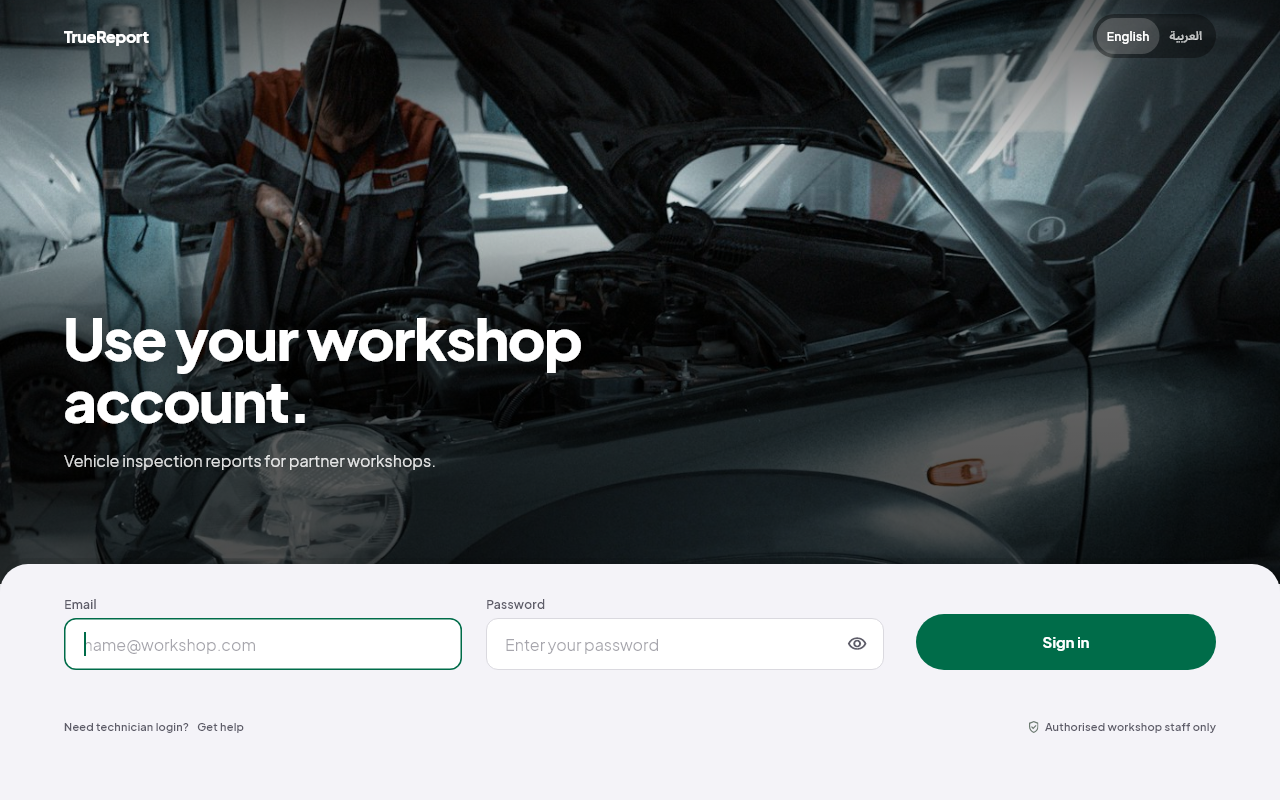 TrueReport
English
العربية
Use your workshop
account.
Vehicle inspection reports for partner workshops.
Email
Password
name@workshop.com
Enter your password
Sign in
Need technician login? Get help
Authorised workshop staff only